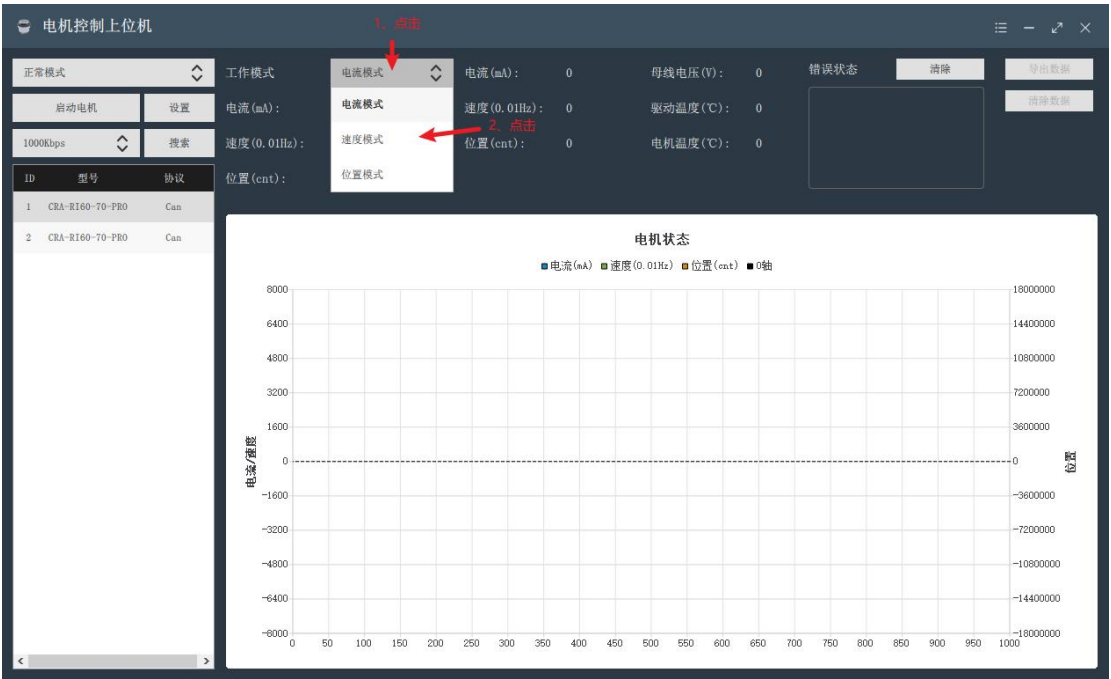 电机控制上位机
1、点击
正常模式
启动电机 设置
1000Kbps 搜索
ID 型号 协议
1 CRA-RI60-70-PRO Can
2 CRA-RI60-70-PRO Can
工作模式 电流模式
电流(mA):
速度(0.01Hz):
位置(cnt):
电流模式
速度模式
位置模式
2、点击
电流(mA): 0 母线电压(V): 0
速度(0.01Hz): 0 驱动温度(℃): 0
位置(cnt): 0 电机温度(℃): 0
错误状态 清除 导出数据
清除数据
电机状态
电流(mA) 速度(0.01Hz) 位置(cnt) 0轴
8000 18000000
6400 14400000
4800 10800000
3200 7200000
1600 3600000
0 0
-1600 -3600000
-3200 -7200000
-4800 -10800000
-6400 -14400000
-8000 -18000000
电流/速度
位置
0 50 100 150 200 250 300 350 400 450 500 550 600 650 700 750 800 850 900 950 1000